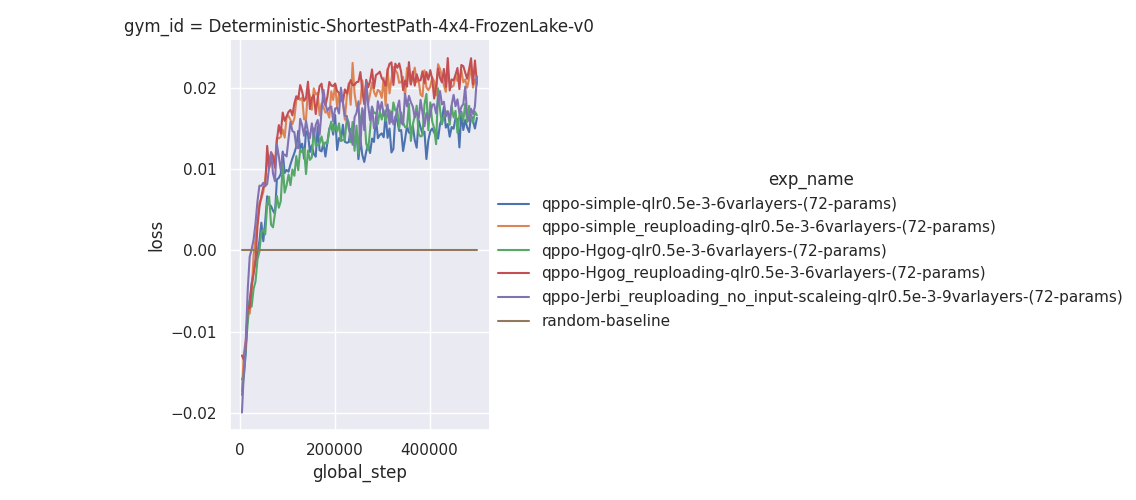 gym_id = Deterministic-ShortestPath-4x4-FrozenLake-v0
0.02
0.01
0.00
−0.01
−0.02
loss
0
200000
400000
global_step
exp_name
qppo-simple-qlr0.5e-3-6varlayers-(72-params)
qppo-simple_reuploading-qlr0.5e-3-6varlayers-(72-params)
qppo-Hgog-qlr0.5e-3-6varlayers-(72-params)
qppo-Hgog_reuploading-qlr0.5e-3-6varlayers-(72-params)
qppo-Jerbi_reuploading_no_input-scaleing-qlr0.5e-3-9varlayers-(72-params)
random-baseline